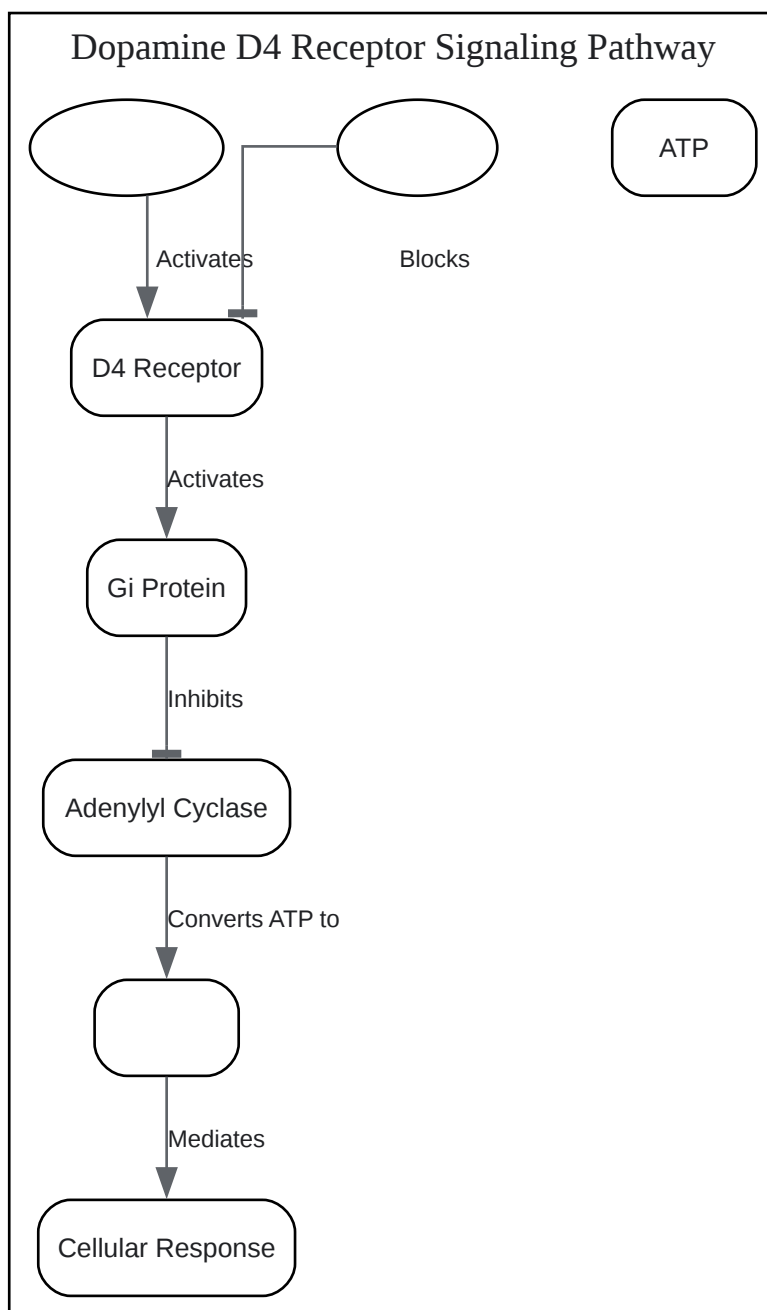 Dopamine D4 Receptor Signaling Pathway
ATP
Activates
Blocks
D4 Receptor
Activates
Gi Protein
Inhibits
Adenylyl Cyclase
Converts ATP to
Mediates
Cellular Response